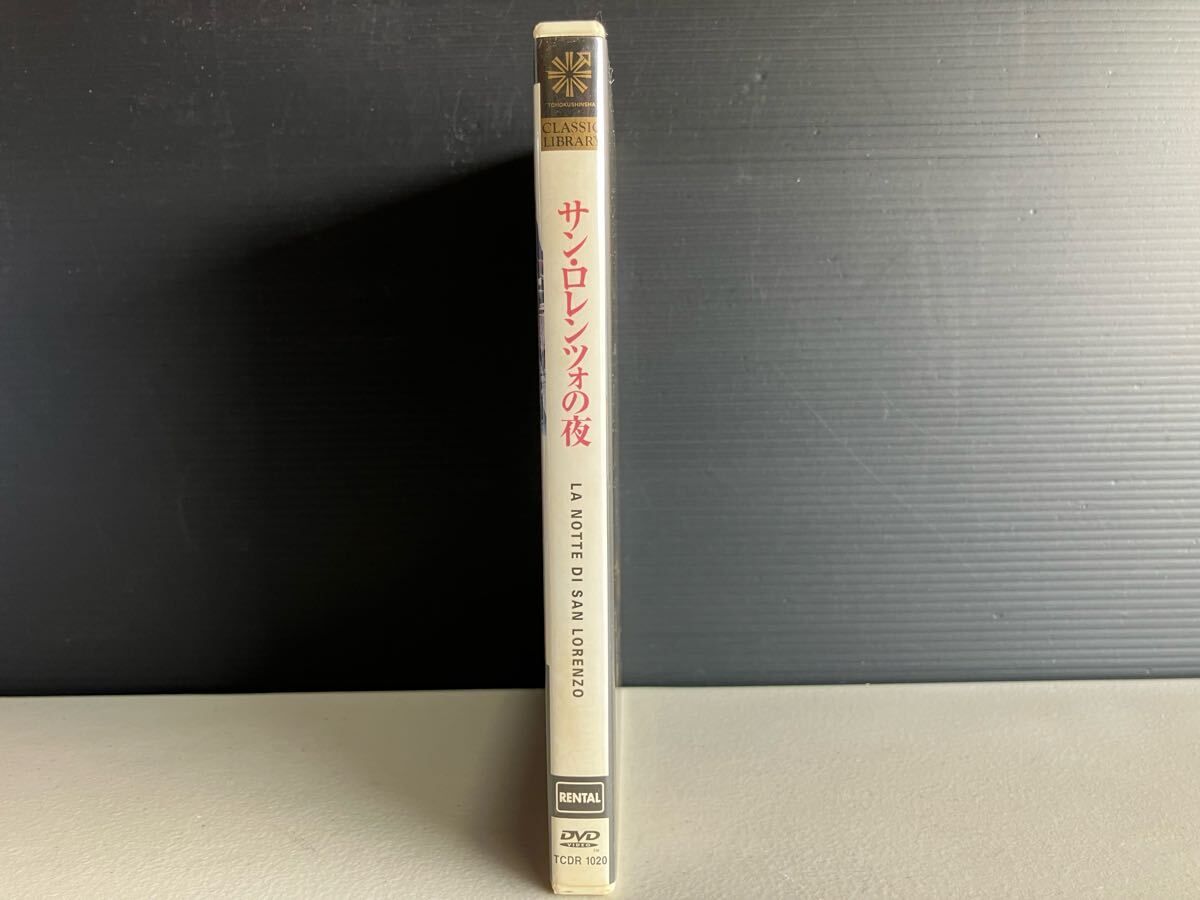 TOHOKUSHINSHA
CLASSIC
LIBRARY
サン・ロレンツォの夜
LA NOTTE DI SAN LORENZO
RENTAL
DVD
VIDEO
TM
TCDR 1020